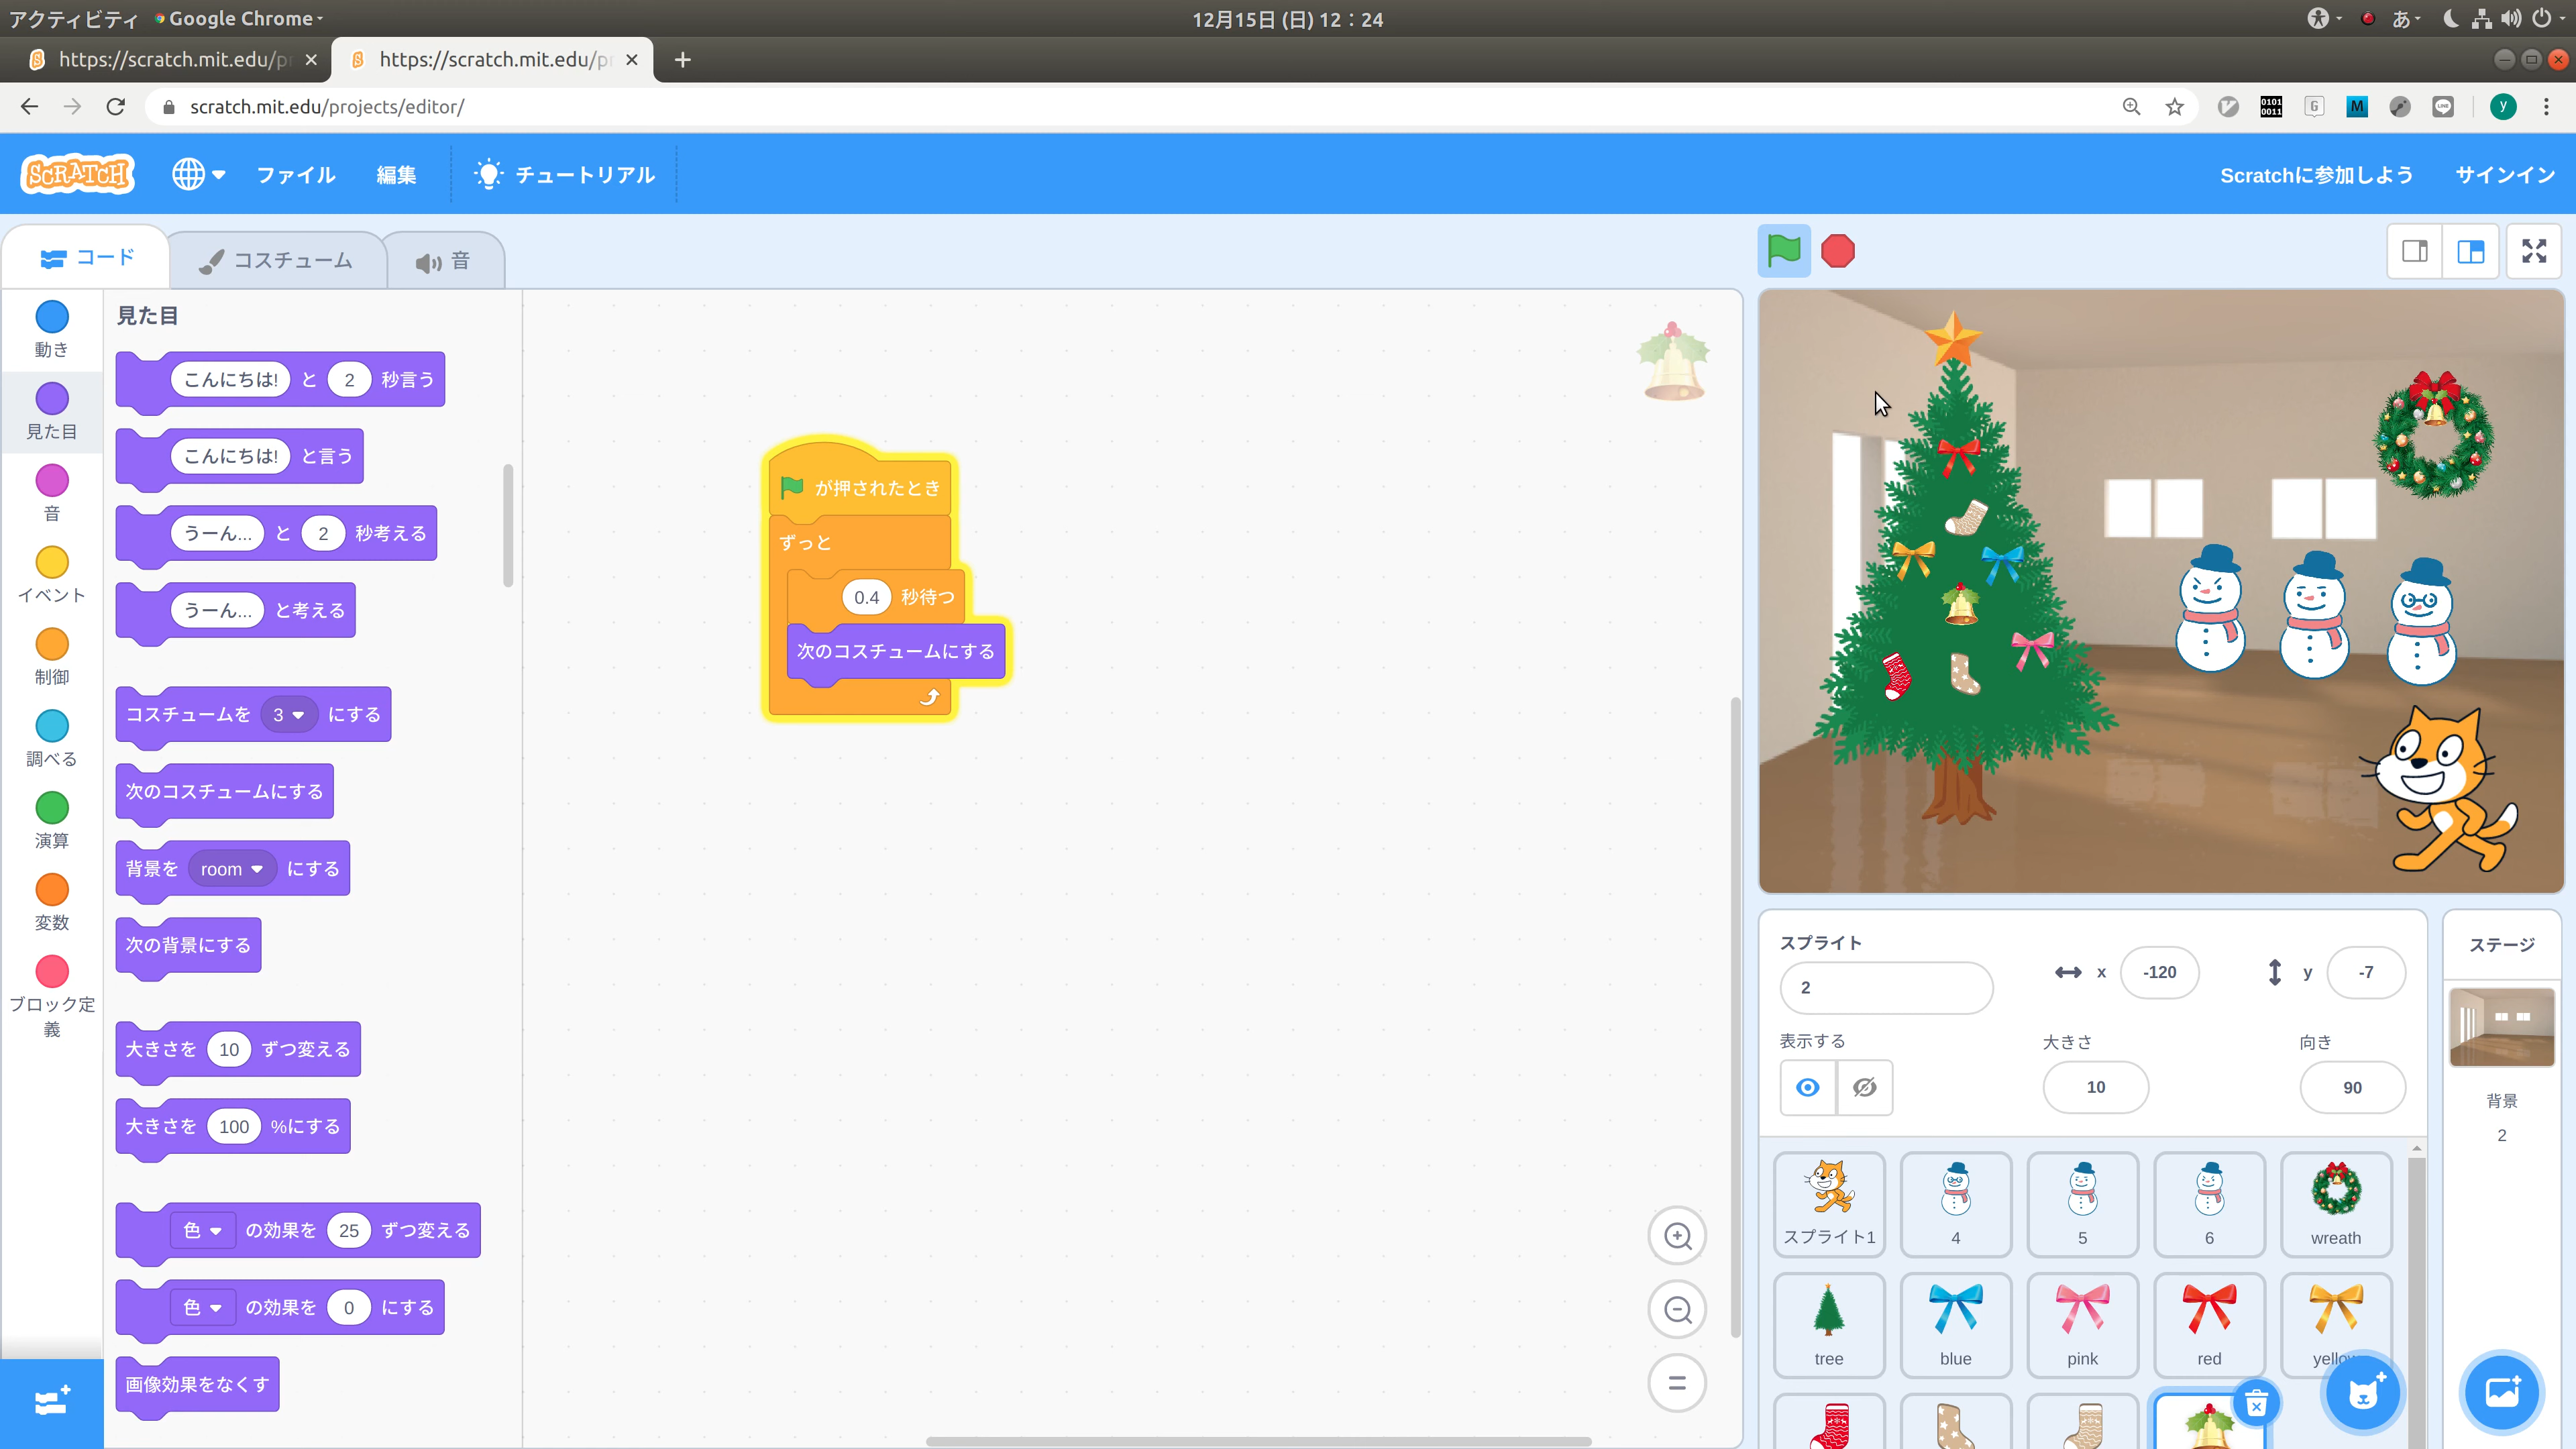 アクティビティ Google Chrome 12月15日 (日) 12:24 あ
https://scratch.mit.edu/p https://scratch.mit.edu/p
scratch.mit.edu/projects/editor/ 0101 0011 G M LINE y
SCRATCH ファイル 編集 チュートリアル Scratchに参加しよう サインイン
コード コスチューム 音
動き
見た目
音
イベント
制御
調べる
演算
変数
ブロック定
義
見た目
こんにちは! と 2 秒言う
こんにちは! と言う
うーん... と 2 秒考える
うーん... と考える
コスチュームを 3 にする
次のコスチュームにする
背景を room にする
次の背景にする
大きさを 10 ずつ変える
大きさを 100 %にする
色 の効果を 25 ずつ変える
色 の効果を 0 にする
画像効果をなくす
が押されたとき
ずっと
0.4 秒待つ
次のコスチュームにする
スプライト
2 x -120 y -7
表示する 大きさ 向き
10 90
スプライト1 4 5 6 wreath
tree blue pink red yello
ステージ
背景
2